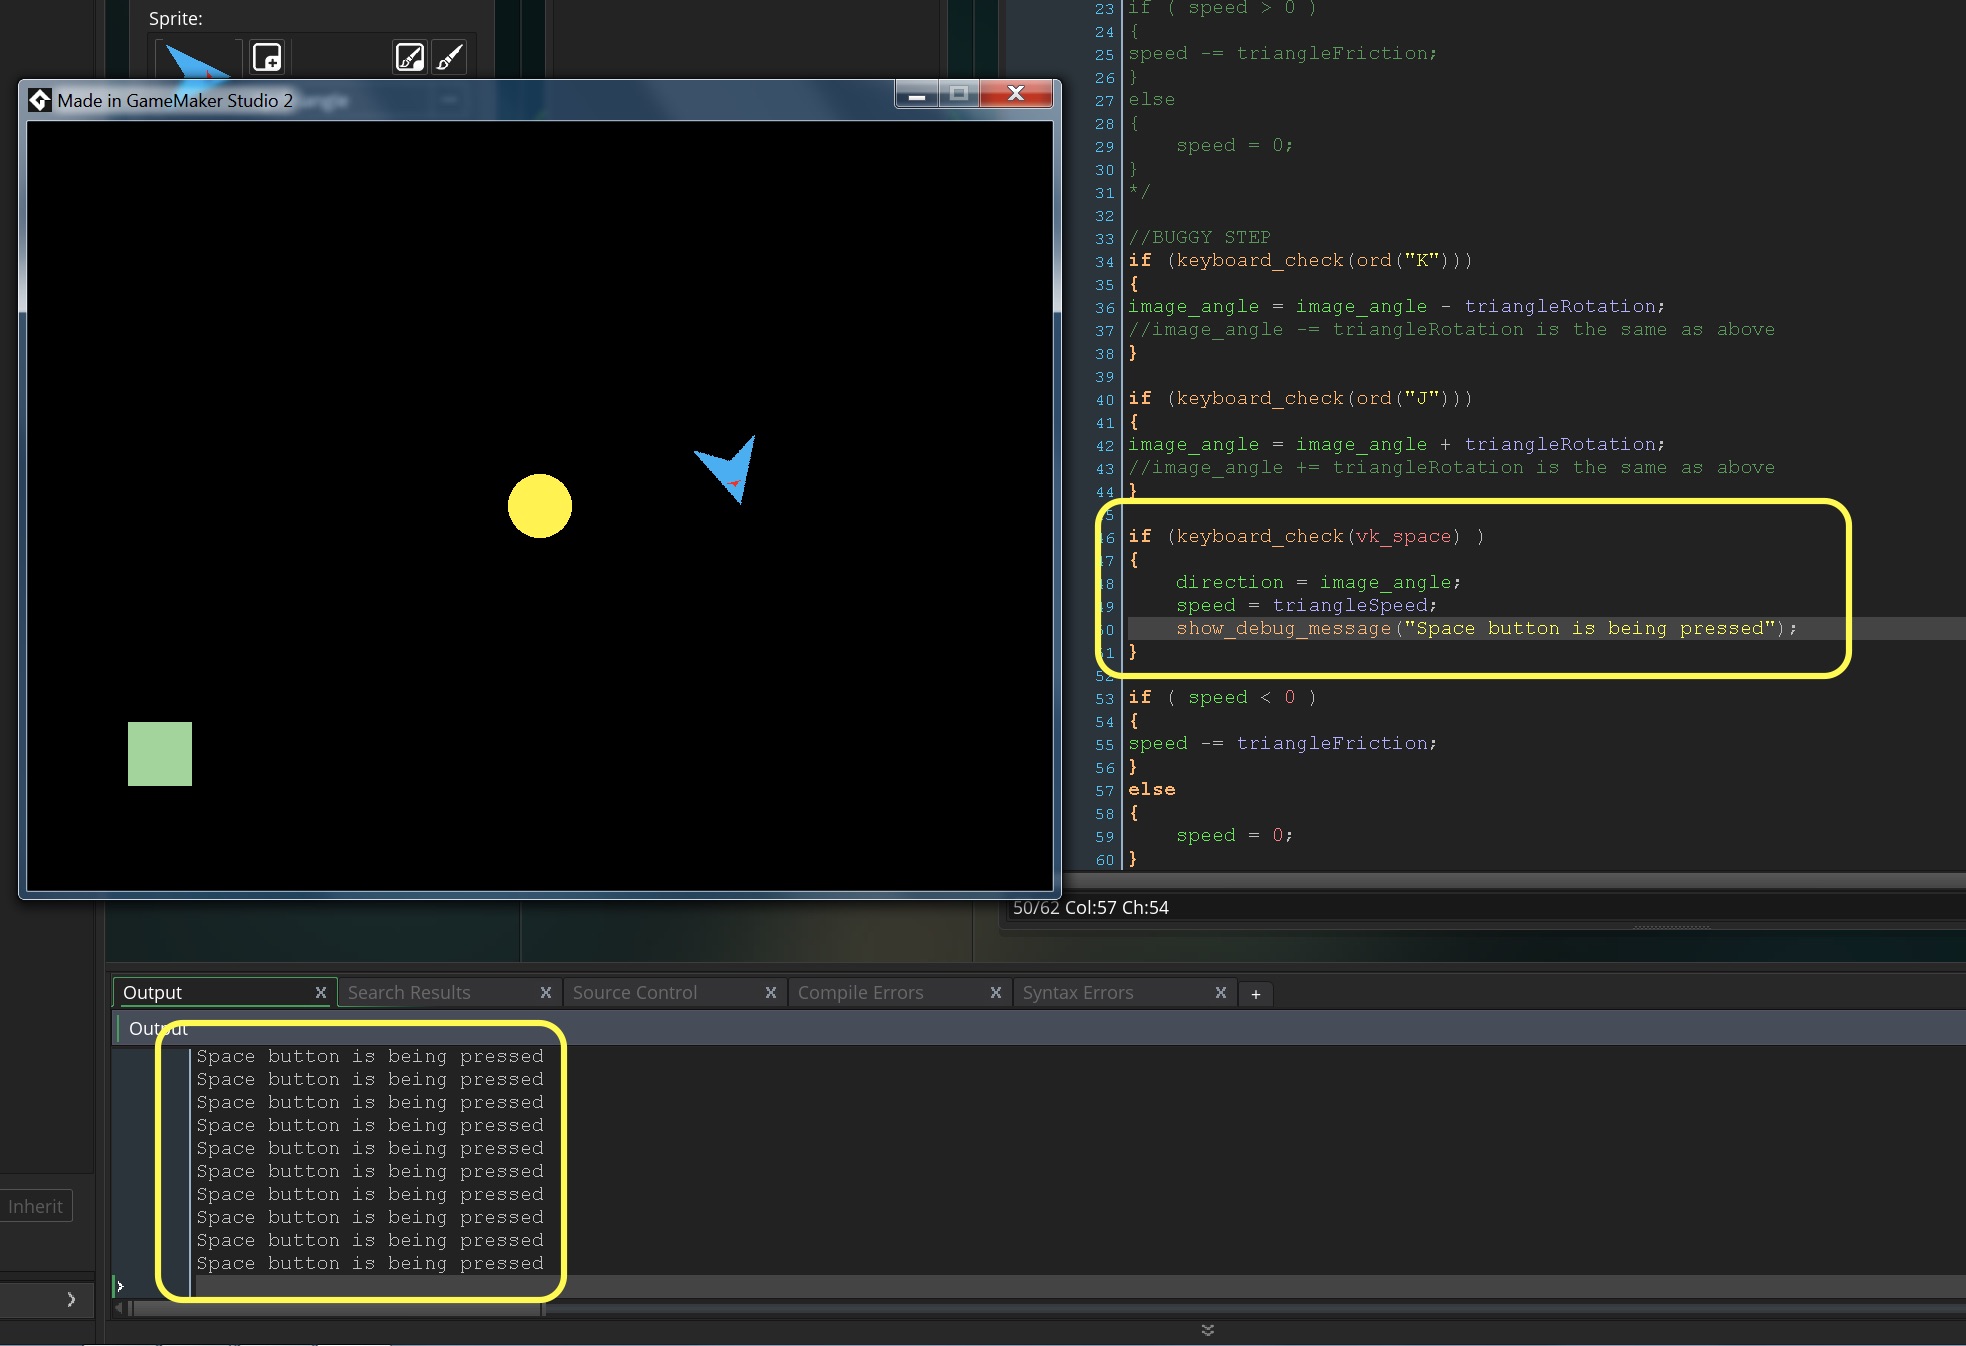 Sprite:
Made in GameMaker Studio 2
23 if ( speed > 0 )
24 {
25 speed -= triangleFriction;
26 }
27 else
28 {
29     speed = 0;
30 }
31 */
32
33 //BUGGY STEP
34 if (keyboard_check(ord("K")))
35 {
36 image_angle = image_angle - triangleRotation;
37 //image_angle -= triangleRotation is the same as above
38 }
39
40 if (keyboard_check(ord("J")))
41 {
42 image_angle = image_angle + triangleRotation;
43 //image_angle += triangleRotation is the same as above
44 }
5
6 if (keyboard_check(vk_space) )
7 {
8     direction = image_angle;
9     speed = triangleSpeed;
0     show_debug_message("Space button is being pressed");
1 }
52
53 if ( speed < 0 )
54 {
55 speed -= triangleFriction;
56 }
57 else
58 {
59     speed = 0;
60 }
50/62 Col:57 Ch:54
Output X Search Results X Source Control X Compile Errors X Syntax Errors X +
Output
Space button is being pressed
Space button is being pressed
Space button is being pressed
Space button is being pressed
Space button is being pressed
Space button is being pressed
Space button is being pressed
Space button is being pressed
Space button is being pressed
Space button is being pressed
Inherit